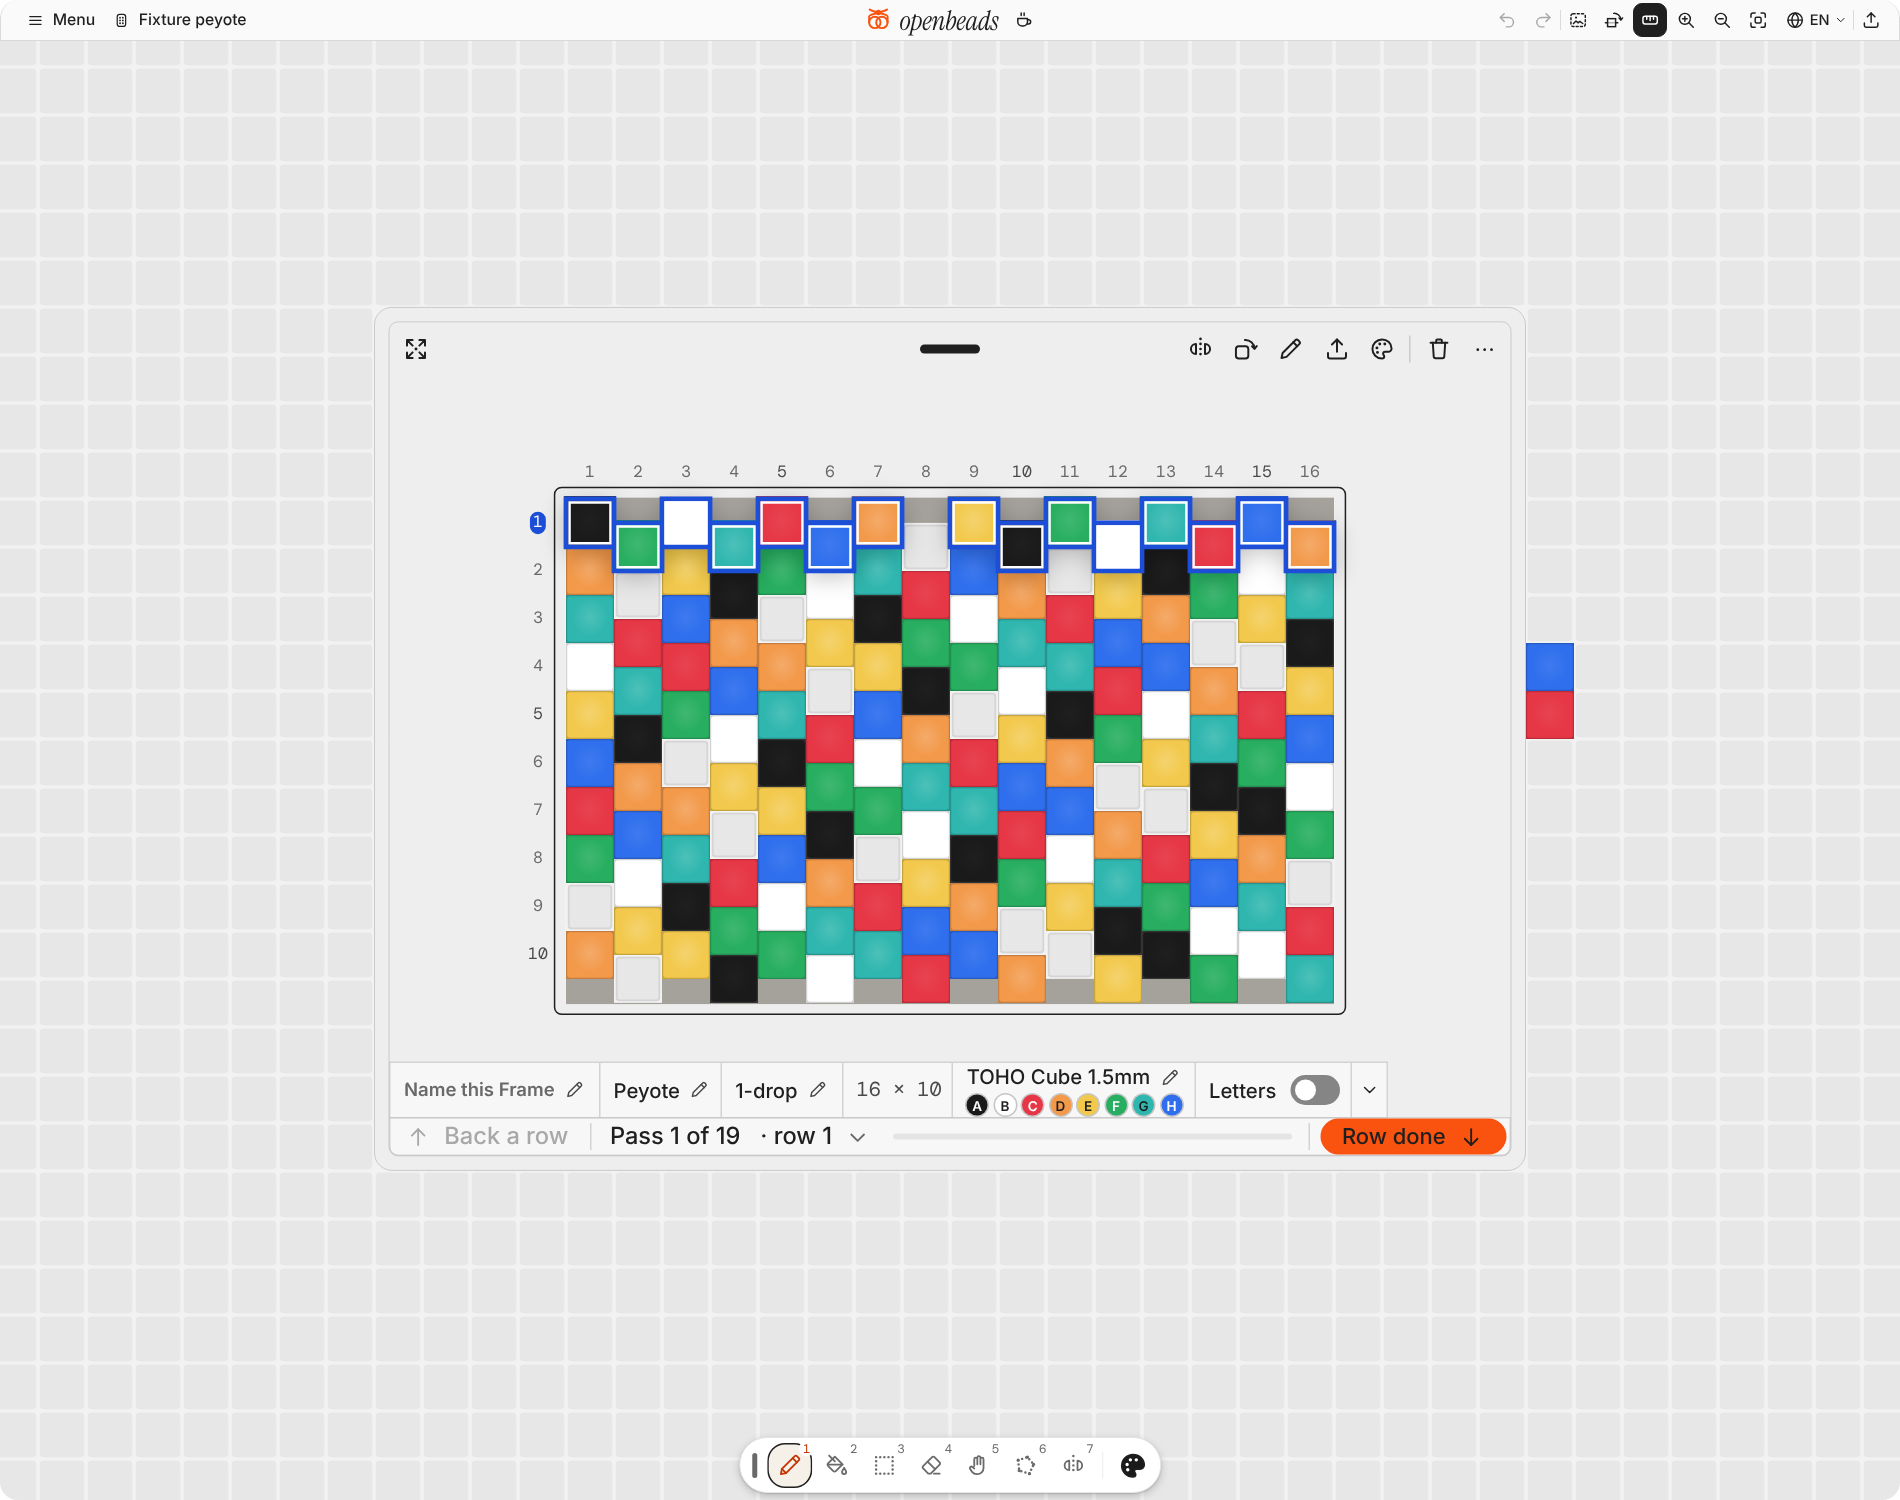 Menu
Fixture peyote
openbeads
EN
1 2 3 4 5 6 7 8 9 10 11 12 13 14 15 16
1
2
3
4
5
6
7
8
9
10
Name this Frame
Peyote
1-drop
16 × 10
TOHO Cube 1.5mm
A B C D E F G H
Letters
Back a row
Pass 1 of 19 · row 1
Row done
1 2 3 4 5 6 7